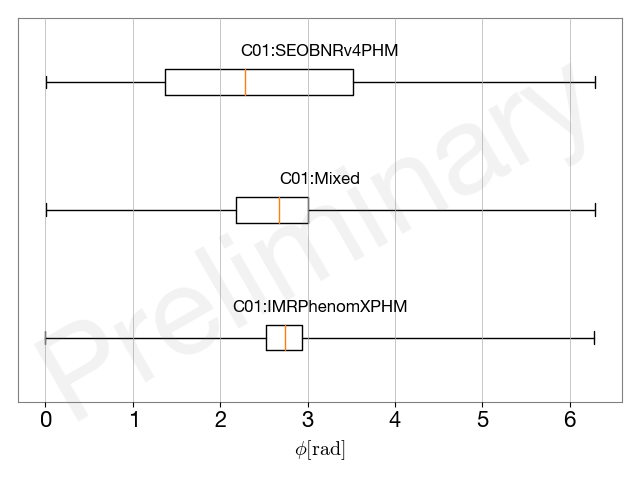 C01:SEOBNRv4PHM
C01:Mixed
C01:IMRPhenomXPHM
Preliminary
0 1 2 3 4 5 6
ϕ[rad]